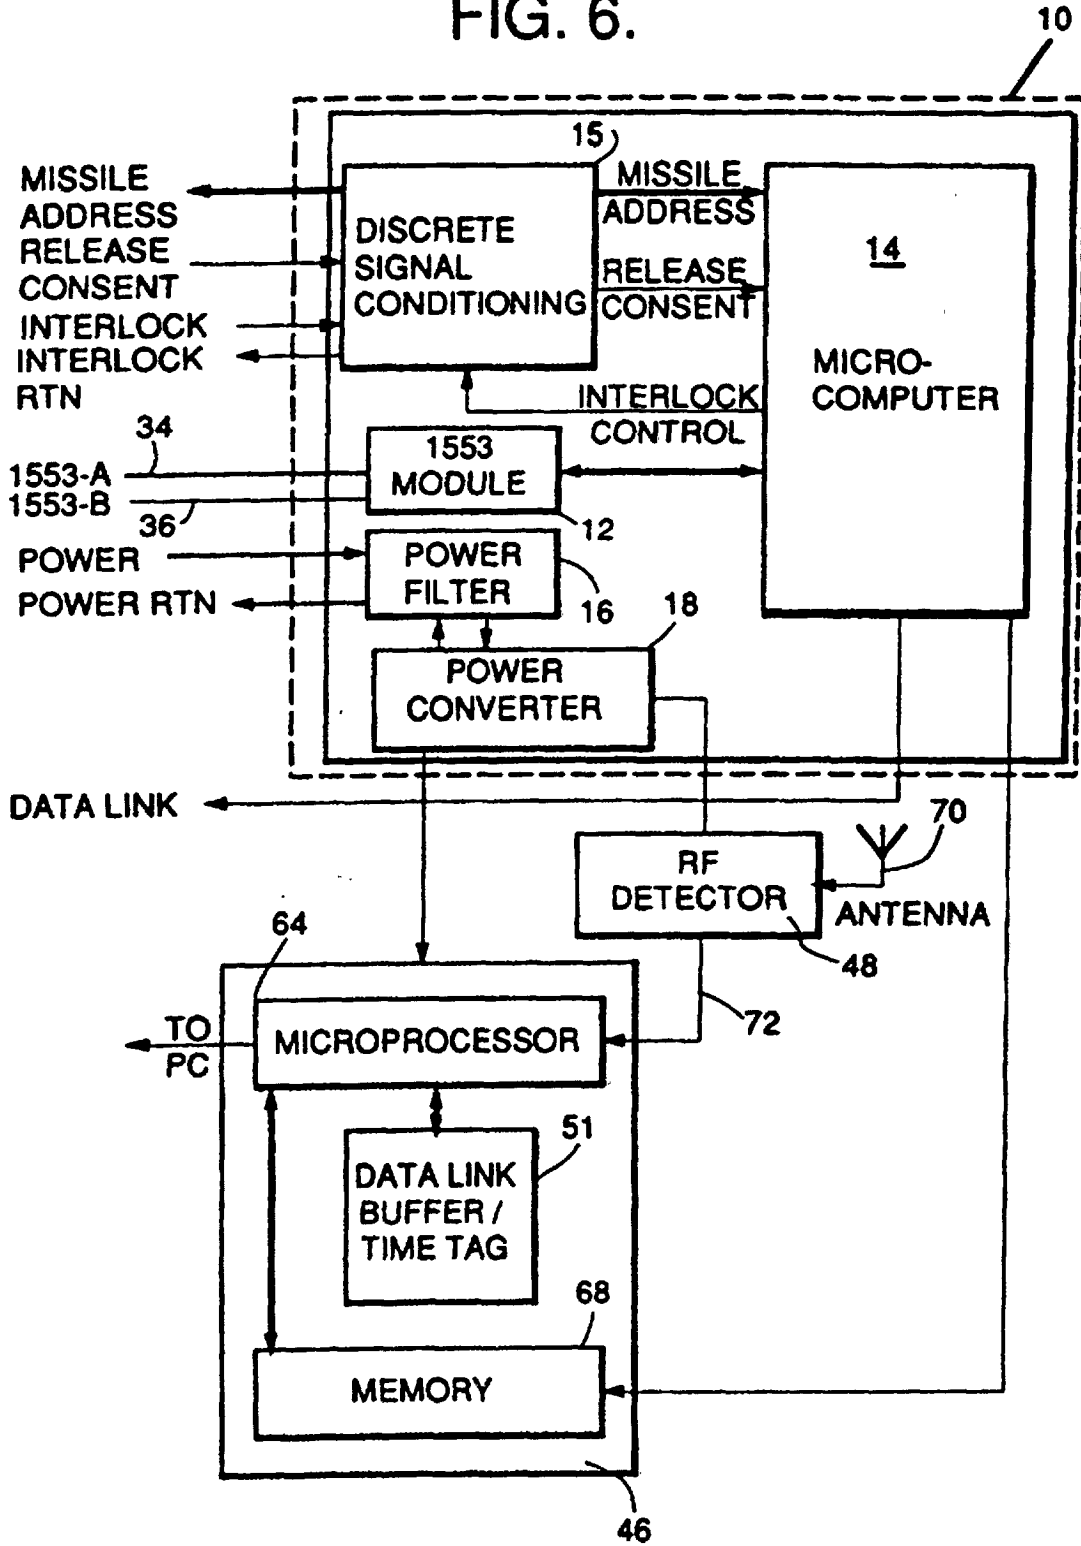 FIG. 6.
10
15
MISSILE
ADDRESS
RELEASE
CONSENT
INTERLOCK
INTERLOCK
RTN
DISCRETE
SIGNAL
CONDITIONING
MISSILE
ADDRESS
RELEASE
CONSENT
14
MICRO-
COMPUTER
INTERLOCK
CONTROL
34
1553-A
1553-B
36
1553
MODULE
12
POWER
POWER RTN
POWER
FILTER
16
18
POWER
CONVERTER
DATA LINK
70
RF
DETECTOR
ANTENNA
48
64
72
TO
PC
MICROPROCESSOR
51
DATA LINK
BUFFER /
TIME TAG
68
MEMORY
46